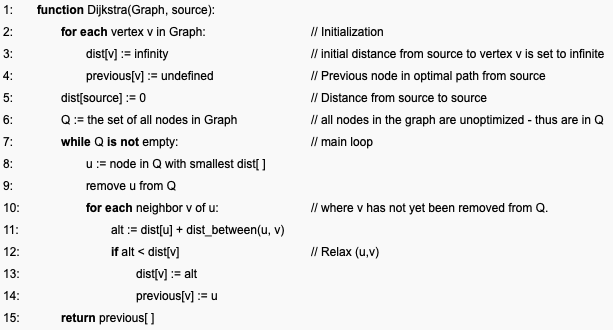 1: function Dijkstra(Graph, source):
2: for each vertex v in Graph: // Initialization
3: dist[v] := infinity // initial distance from source to vertex v is set to infinite
4: previous[v] := undefined // Previous node in optimal path from source
5: dist[source] := 0 // Distance from source to source
6: Q := the set of all nodes in Graph // all nodes in the graph are unoptimized - thus are in Q
7: while Q is not empty: // main loop
8: u := node in Q with smallest dist[ ]
9: remove u from Q
10: for each neighbor v of u: // where v has not yet been removed from Q.
11: alt := dist[u] + dist_between(u, v)
12: if alt < dist[v] // Relax (u,v)
13: dist[v] := alt
14: previous[v] := u
15: return previous[ ]